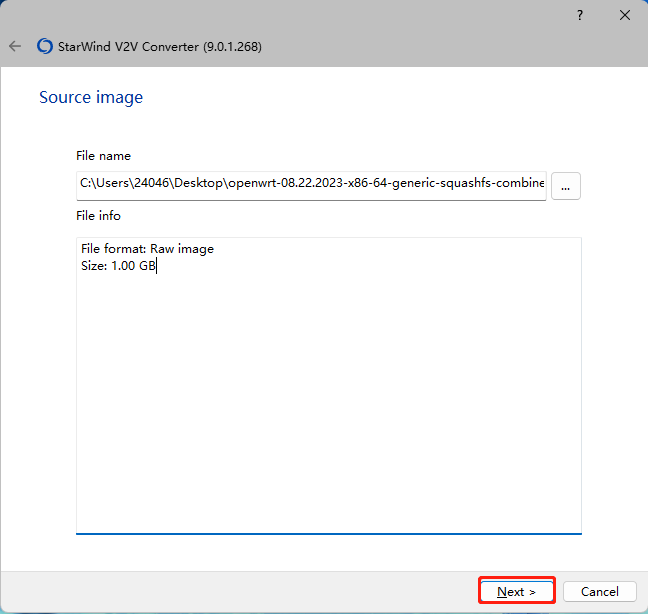 ?
StarWind V2V Converter (9.0.1.268)
Source image
File name
C:\Users\24046\Desktop\openwrt-08.22.2023-x86-64-generic-squashfs-combine
...
File info
File format: Raw image
Size: 1.00 GB
Next >
Cancel